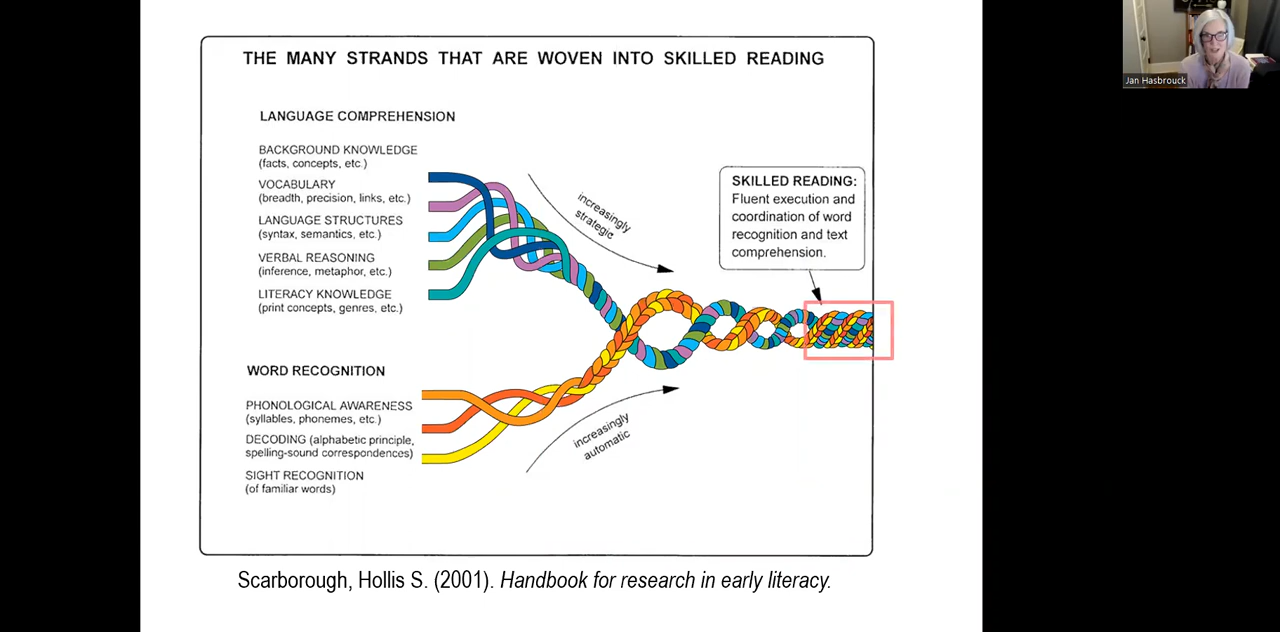 THE MANY STRANDS THAT ARE WOVEN INTO SKILLED READING
LANGUAGE COMPREHENSION
BACKGROUND KNOWLEDGE
(facts, concepts, etc.)
VOCABULARY
(breadth, precision, links, etc.)
LANGUAGE STRUCTURES
(syntax, semantics, etc.)
VERBAL REASONING
(inference, metaphor, etc.)
LITERACY KNOWLEDGE
(print concepts, genres, etc.)
increasingly
strategic
SKILLED READING:
Fluent execution and
coordination of word
recognition and text
comprehension.
WORD RECOGNITION
PHONOLOGICAL AWARENESS
(syllables, phonemes, etc.)
DECODING (alphabetic principle,
spelling-sound correspondences)
SIGHT RECOGNITION
(of familiar words)
increasingly
automatic
Scarborough, Hollis S. (2001). Handbook for research in early literacy.
Jan Hasbrouck